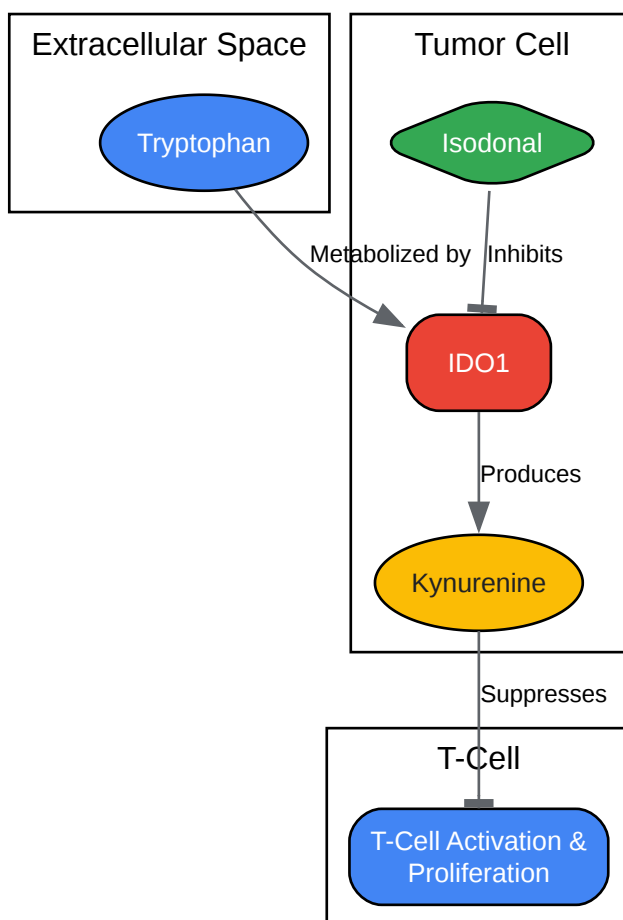 Extracellular Space
Tumor Cell
Tryptophan
Isodonal
Metabolized by
Inhibits
IDO1
Produces
Kynurenine
Suppresses
T-Cell
T-Cell Activation &
Proliferation